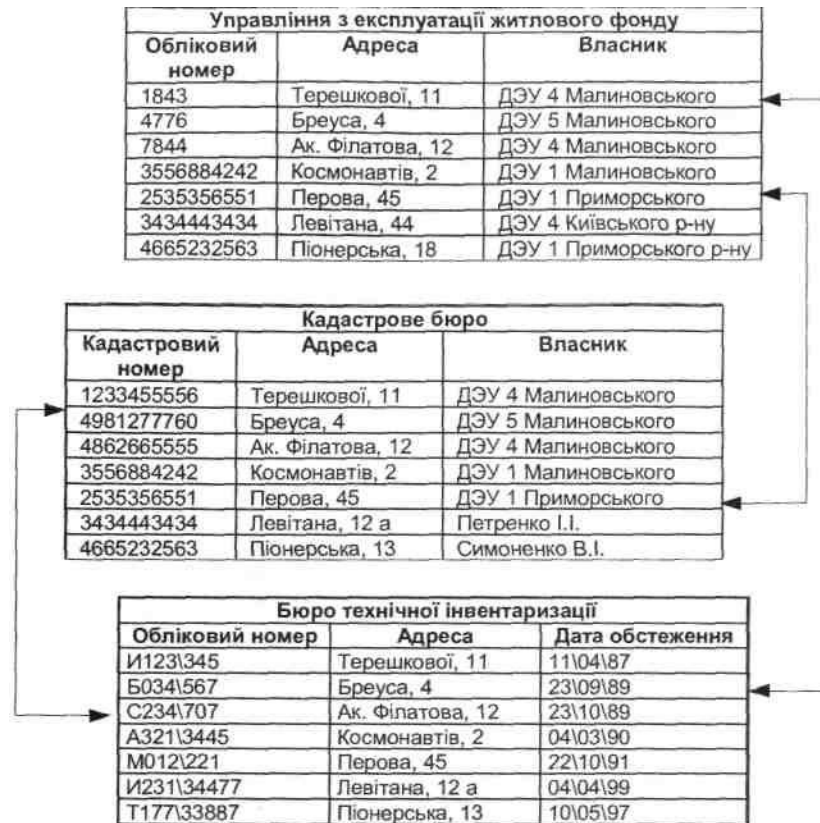 Управління з експлуатації житлового фонду
Обліковий номер Адреса Власник
1843 Терешкової, 11 ДЭУ 4 Малиновського
4776 Бреуса, 4 ДЭУ 5 Малиновського
7844 Ак. Філатова, 12 ДЭУ 4 Малиновського
3556884242 Космонавтів, 2 ДЭУ 1 Малиновського
2535356551 Перова, 45 ДЭУ 1 Приморського
3434443434 Левітана, 44 ДЭУ 4 Київського р-ну
4665232563 Піонерська, 18 ДЭУ 1 Приморського р-ну
Кадастрове бюро
Кадастровий номер Адреса Власник
1233455556 Терешкової, 11 ДЭУ 4 Малиновського
4981277760 Бреуса, 4 ДЭУ 5 Малиновського
4862665555 Ак. Філатова, 12 ДЭУ 4 Малиновського
3556884242 Космонавтів, 2 ДЭУ 1 Малиновського
2535356551 Перова, 45 ДЭУ 1 Приморського
3434443434 Левітана, 12 а Петренко І.І.
4665232563 Піонерська, 13 Симоненко В.І.
Бюро технічної інвентаризації
Обліковий номер Адреса Дата обстеження
И123\345 Терешкової, 11 11\04\87
Б034\567 Бреуса, 4 23\09\89
С234\707 Ак. Філатова, 12 23\10\89
А321\3445 Космонавтів, 2 04\03\90
М012\221 Перова, 45 22\10\91
И231\34477 Левітана, 12 а 04\04\99
Т177\33887 Піонерська, 13 10\05\97